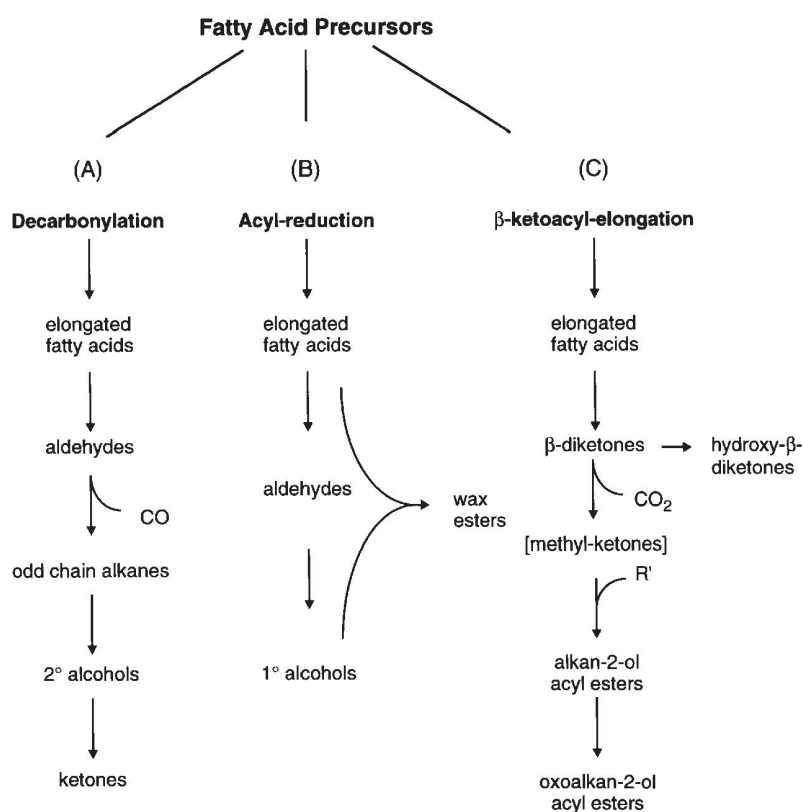 Fatty Acid Precursors
(A)
Decarbonylation
elongated
fatty acids
aldehydes
CO
odd chain alkanes
2° alcohols
ketones
(B)
Acyl-reduction
elongated
fatty acids
aldehydes
wax
esters
1° alcohols
(C)
β-ketoacyl-elongation
elongated
fatty acids
β-diketones
hydroxy-β-
diketones
CO₂
[methyl-ketones]
R'
alkan-2-ol
acyl esters
oxoalkan-2-ol
acyl esters